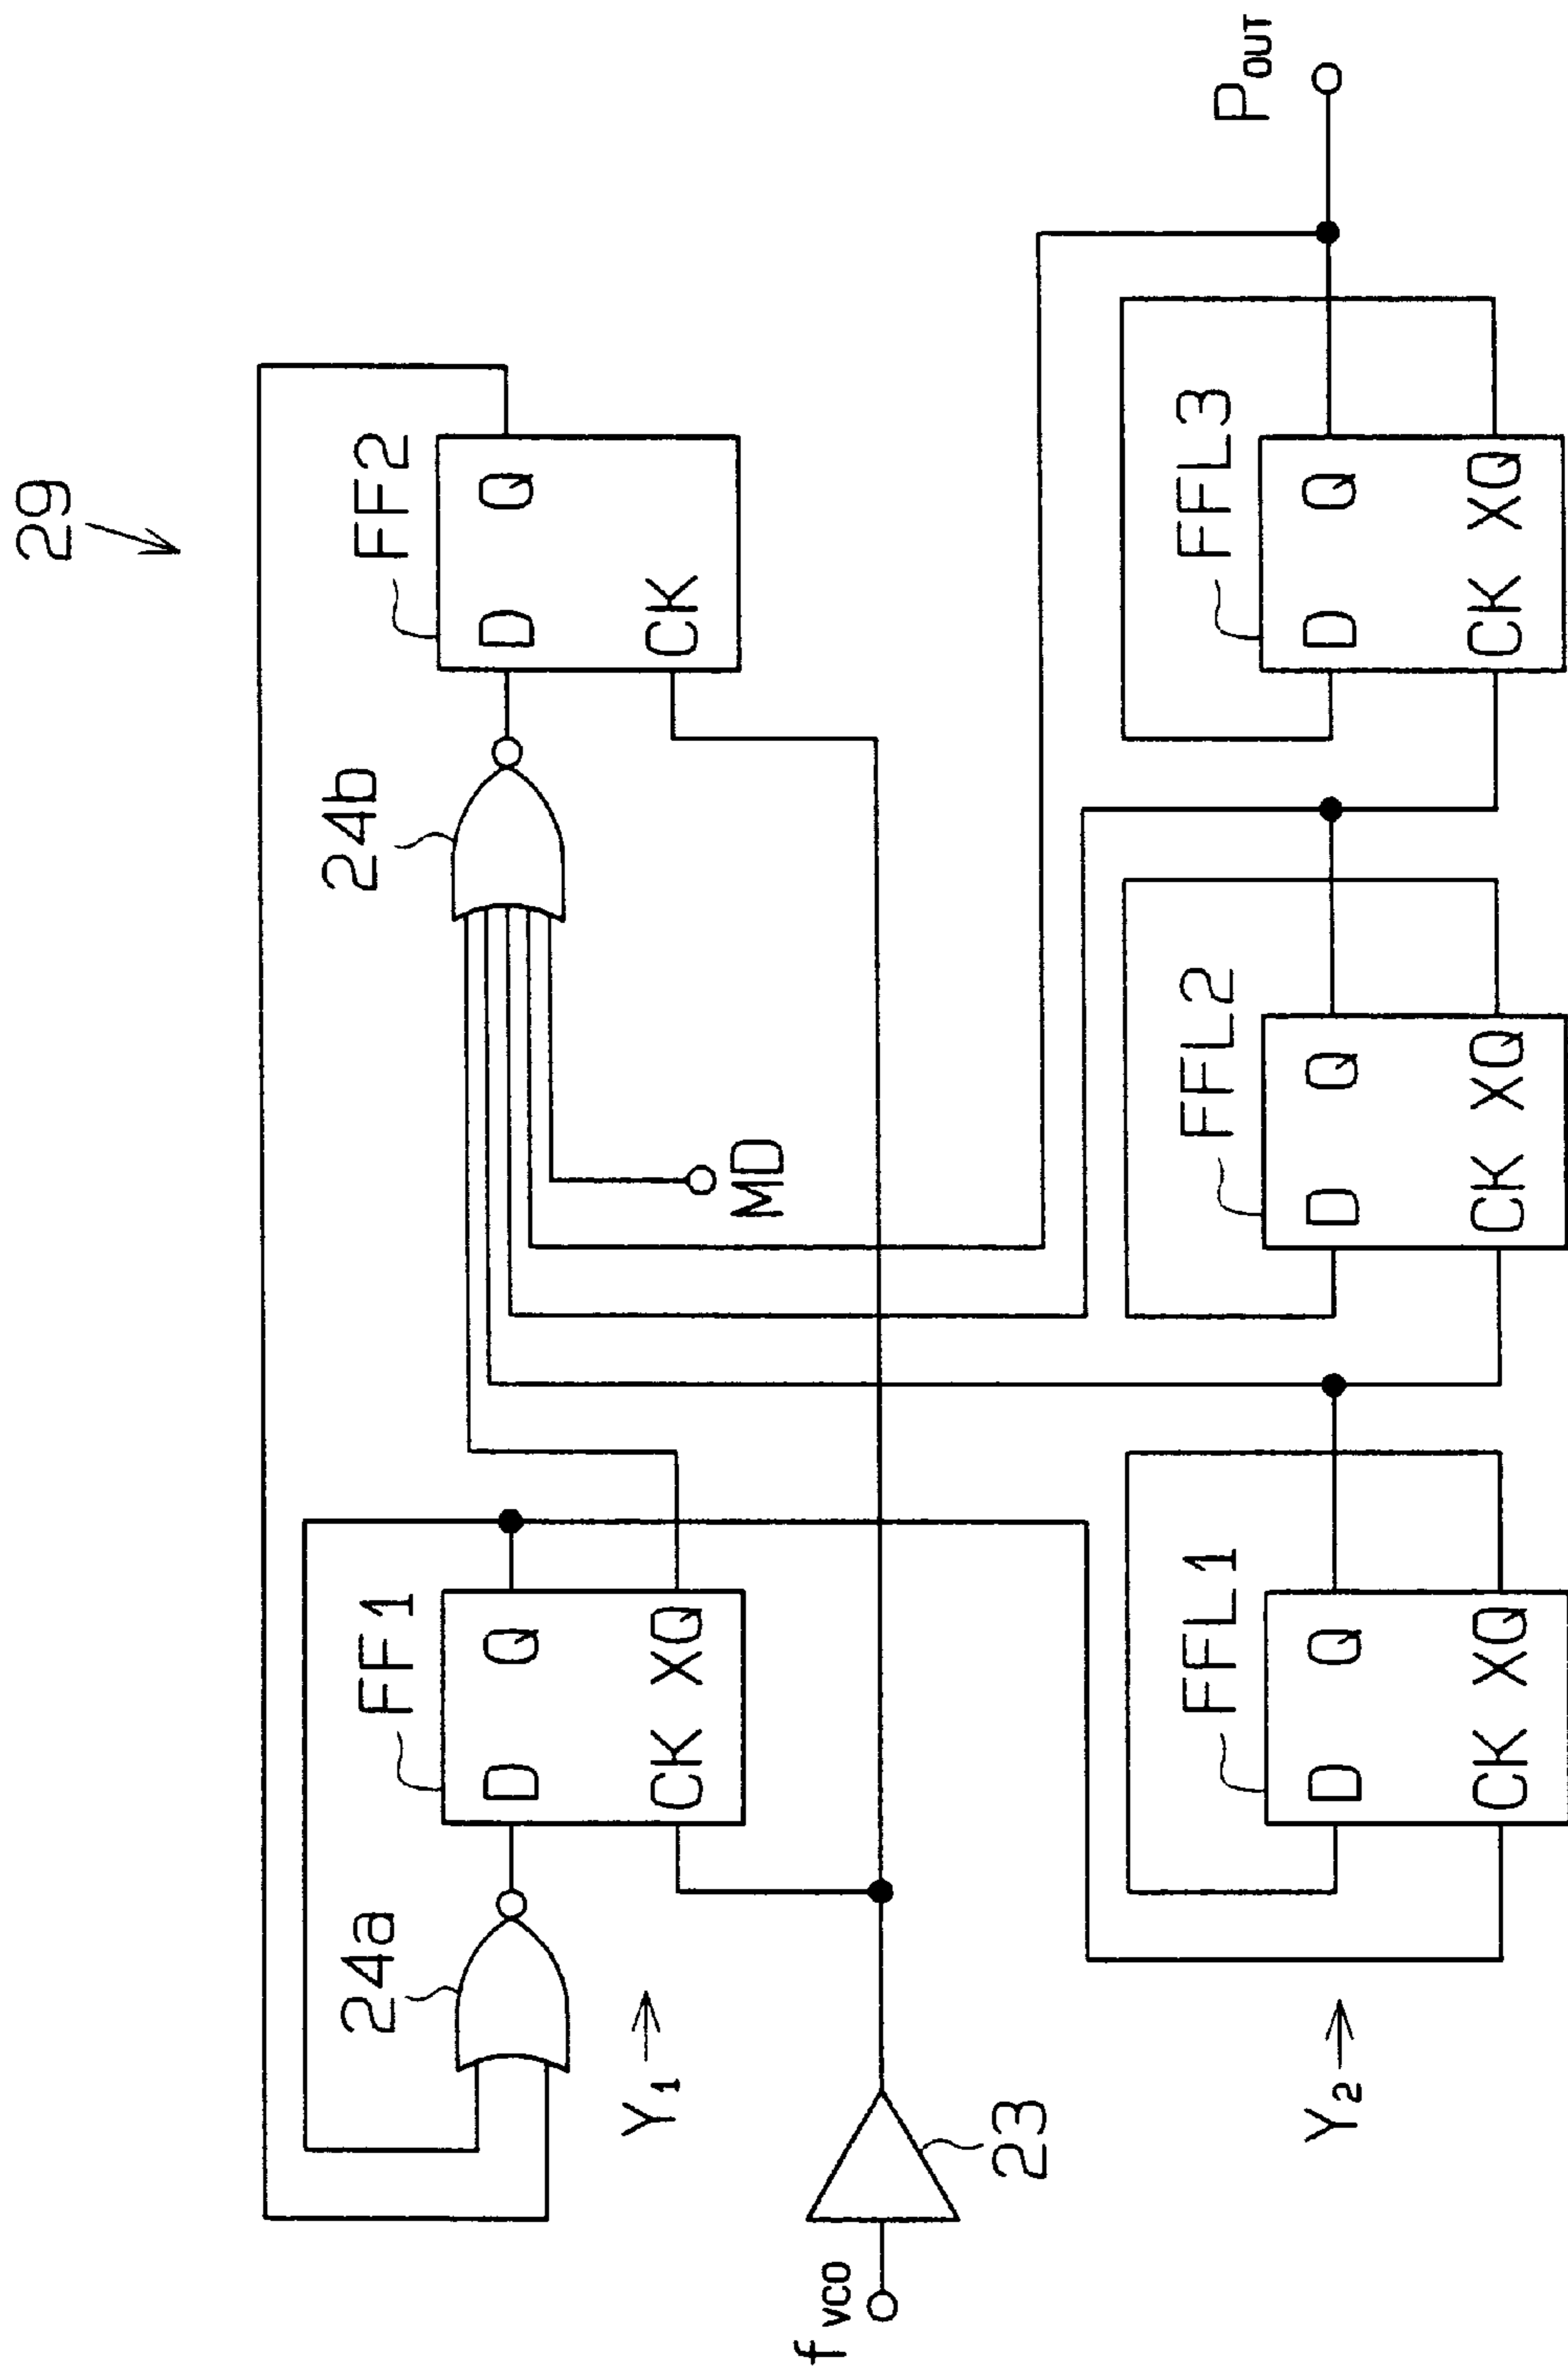 29
FF1
D Q
CK XQ
24a
Y1
FF2
D Q
CK
24b
MD
fVCO
23
Y2
FFL1
D Q
CK XQ
FFL2
D Q
CK XQ
FFL3
D Q
CK XQ
POUT